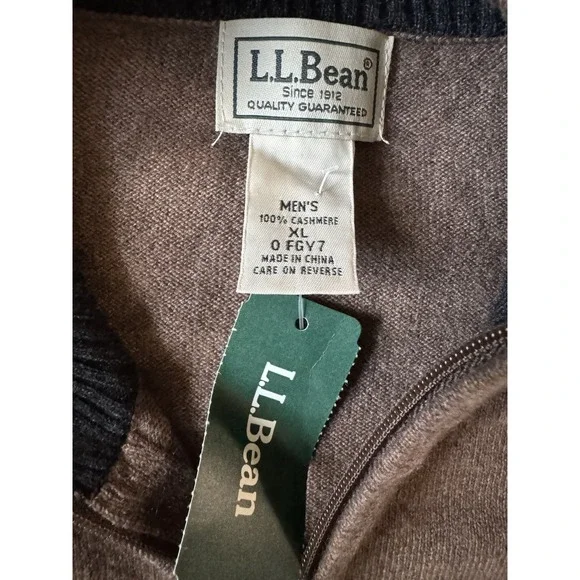 L.L.Bean®
Since 1912
QUALITY GUARANTEED
MEN'S
100% CASHMERE
XL
0 FGY7
MADE IN CHINA
CARE ON REVERSE
L.L.Bean